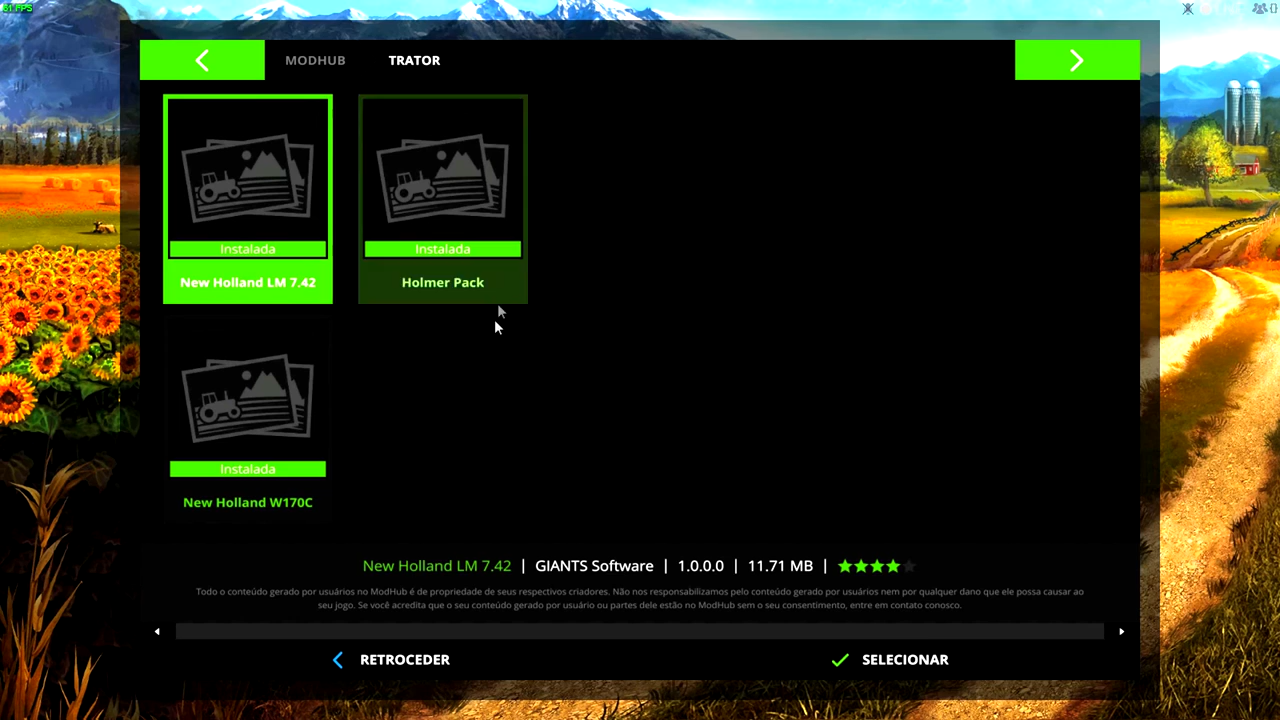 61 FPS
MODHUB TRATOR
Instalada Instalada
New Holland LM 7.42 Holmer Pack
Instalada
New Holland W170C
New Holland LM 7.42 | GIANTS Software | 1.0.0.0 | 11.71 MB |
Todo o conteúdo gerado por usuários no ModHub é de propriedade de seus respectivos criadores. Não nos responsabilizamos pelo conteúdo gerado por usuários nem por qualquer dano que ele possa causar ao
seu jogo. Se você acredita que o seu conteúdo gerado por usuário ou partes dele estão no ModHub sem o seu consentimento, entre em contato conosco.
RETROCEDER SELECIONAR